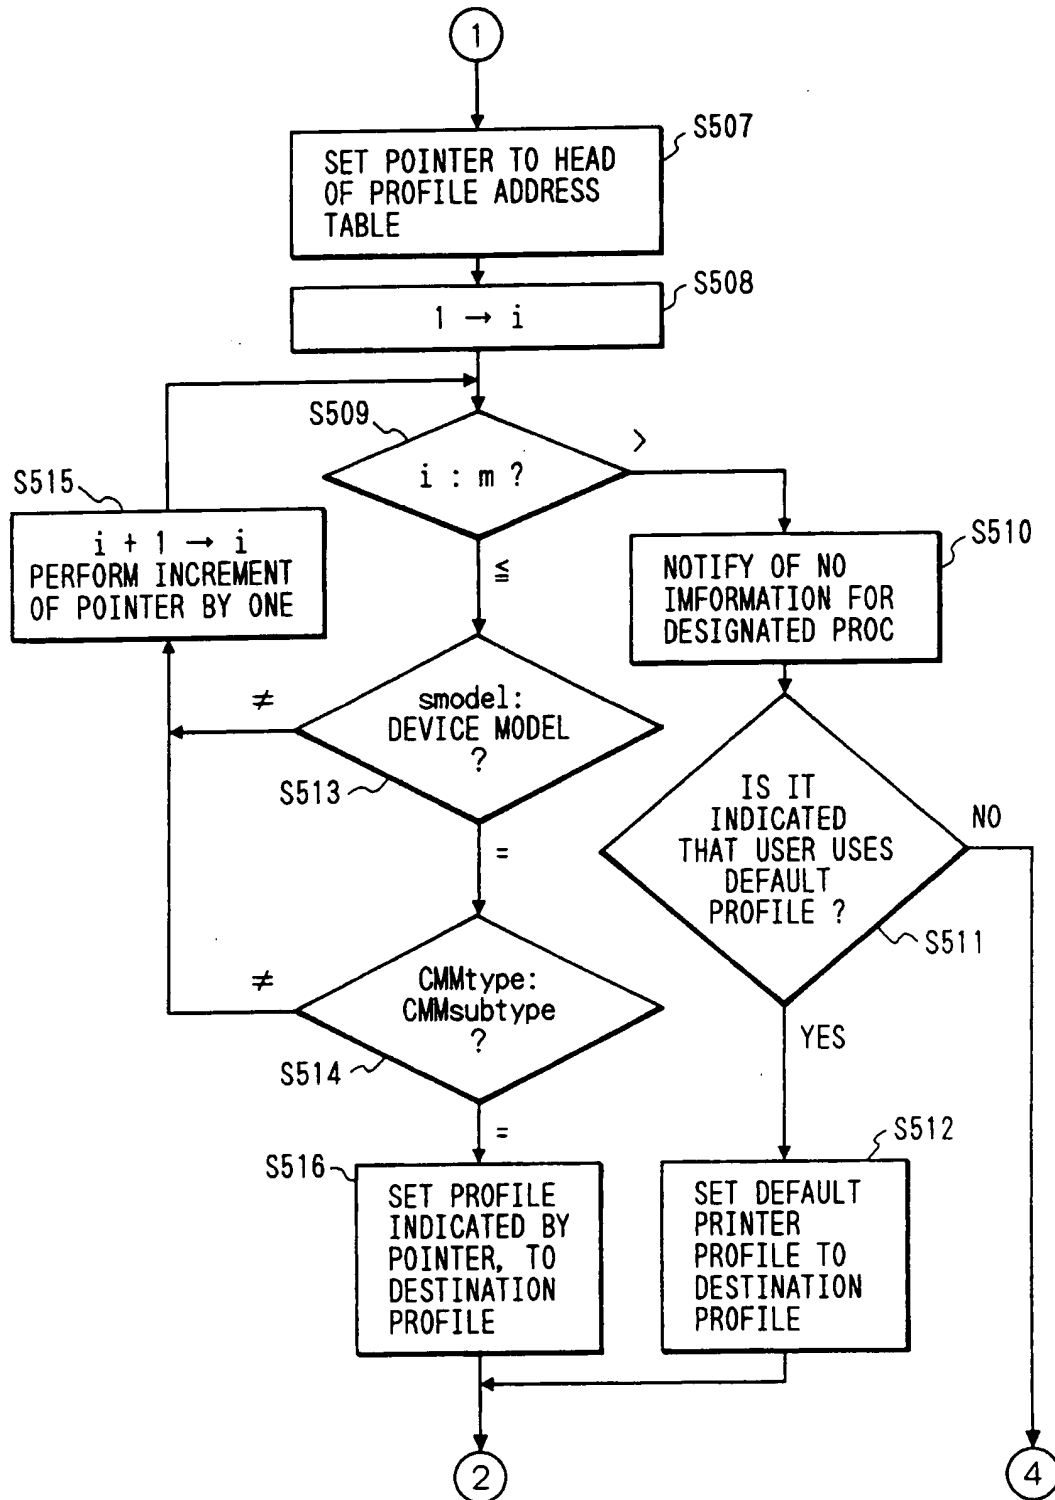 1
S507
SET POINTER TO HEAD
OF PROFILE ADDRESS
TABLE
S508
1 → i
S509
i : m ?
>
≦
S515
i + 1 → i
PERFORM INCREMENT
OF POINTER BY ONE
S510
NOTIFY OF NO
IMFORMATION FOR
DESIGNATED PROC
≠
smodel:
DEVICE MODEL
?
S513
=
IS IT
INDICATED
THAT USER USES
DEFAULT
PROFILE ?
NO
S511
YES
≠
CMMtype:
CMMsubtype
?
S514
=
S516
SET PROFILE
INDICATED BY
POINTER, TO
DESTINATION
PROFILE
S512
SET DEFAULT
PRINTER
PROFILE TO
DESTINATION
PROFILE
2
4